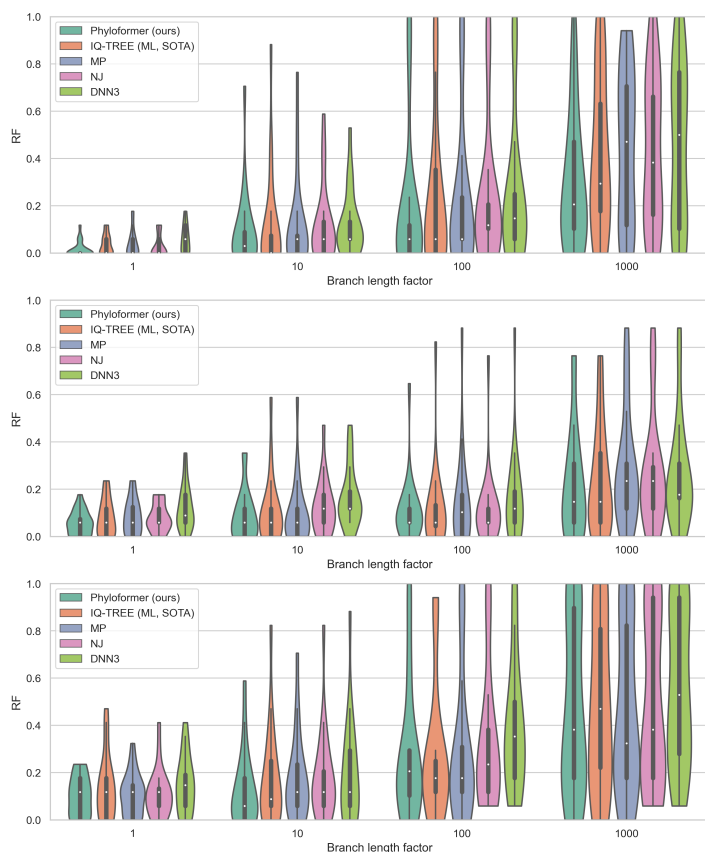 1.0
0.8
0.6
0.4
0.2
0.0
RF
Phyloformer (ours)
IQ-TREE (ML, SOTA)
MP
NJ
DNN3
1
10
100
1000
Branch length factor
1.0
0.8
0.6
0.4
0.2
0.0
RF
Phyloformer (ours)
IQ-TREE (ML, SOTA)
MP
NJ
DNN3
1
10
100
1000
Branch length factor
1.0
0.8
0.6
0.4
0.2
0.0
RF
Phyloformer (ours)
IQ-TREE (ML, SOTA)
MP
NJ
DNN3
1
10
100
1000
Branch length factor